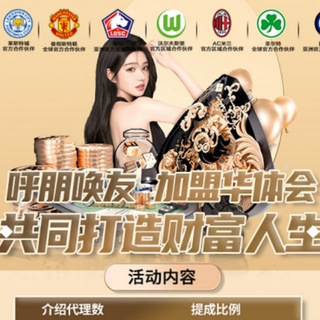 莱斯特城
官方区域合作伙伴
曼彻斯特联
全球官方合作伙伴
LOSC
亚洲官方区域合作伙伴
沃尔夫斯堡
官方区域合作伙伴
AC米兰
官方区域合作伙伴
菲尔特
全球官方合作伙伴
呼朋唤友 加盟华体会
共同打造财富人生
活动内容
介绍代理数 提成比例